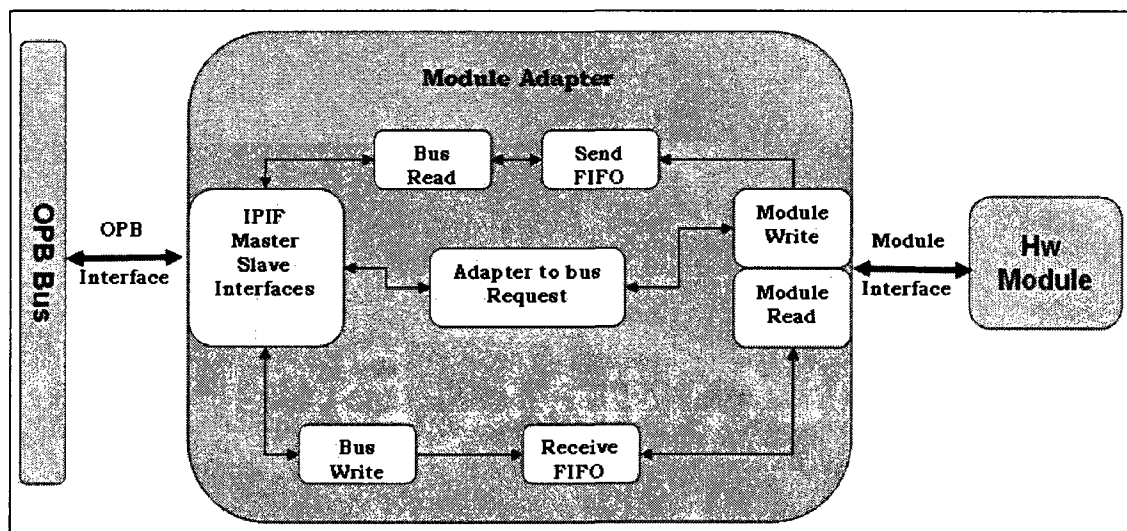 Module Adapter
OPB Bus
OPB
Interface
IPIF
Master
Slave
Interfaces
Bus
Read
Send
FIFO
Adapter to bus
Request
Module
Write
Module
Read
Bus
Write
Receive
FIFO
Module
Interface
Hw
Module